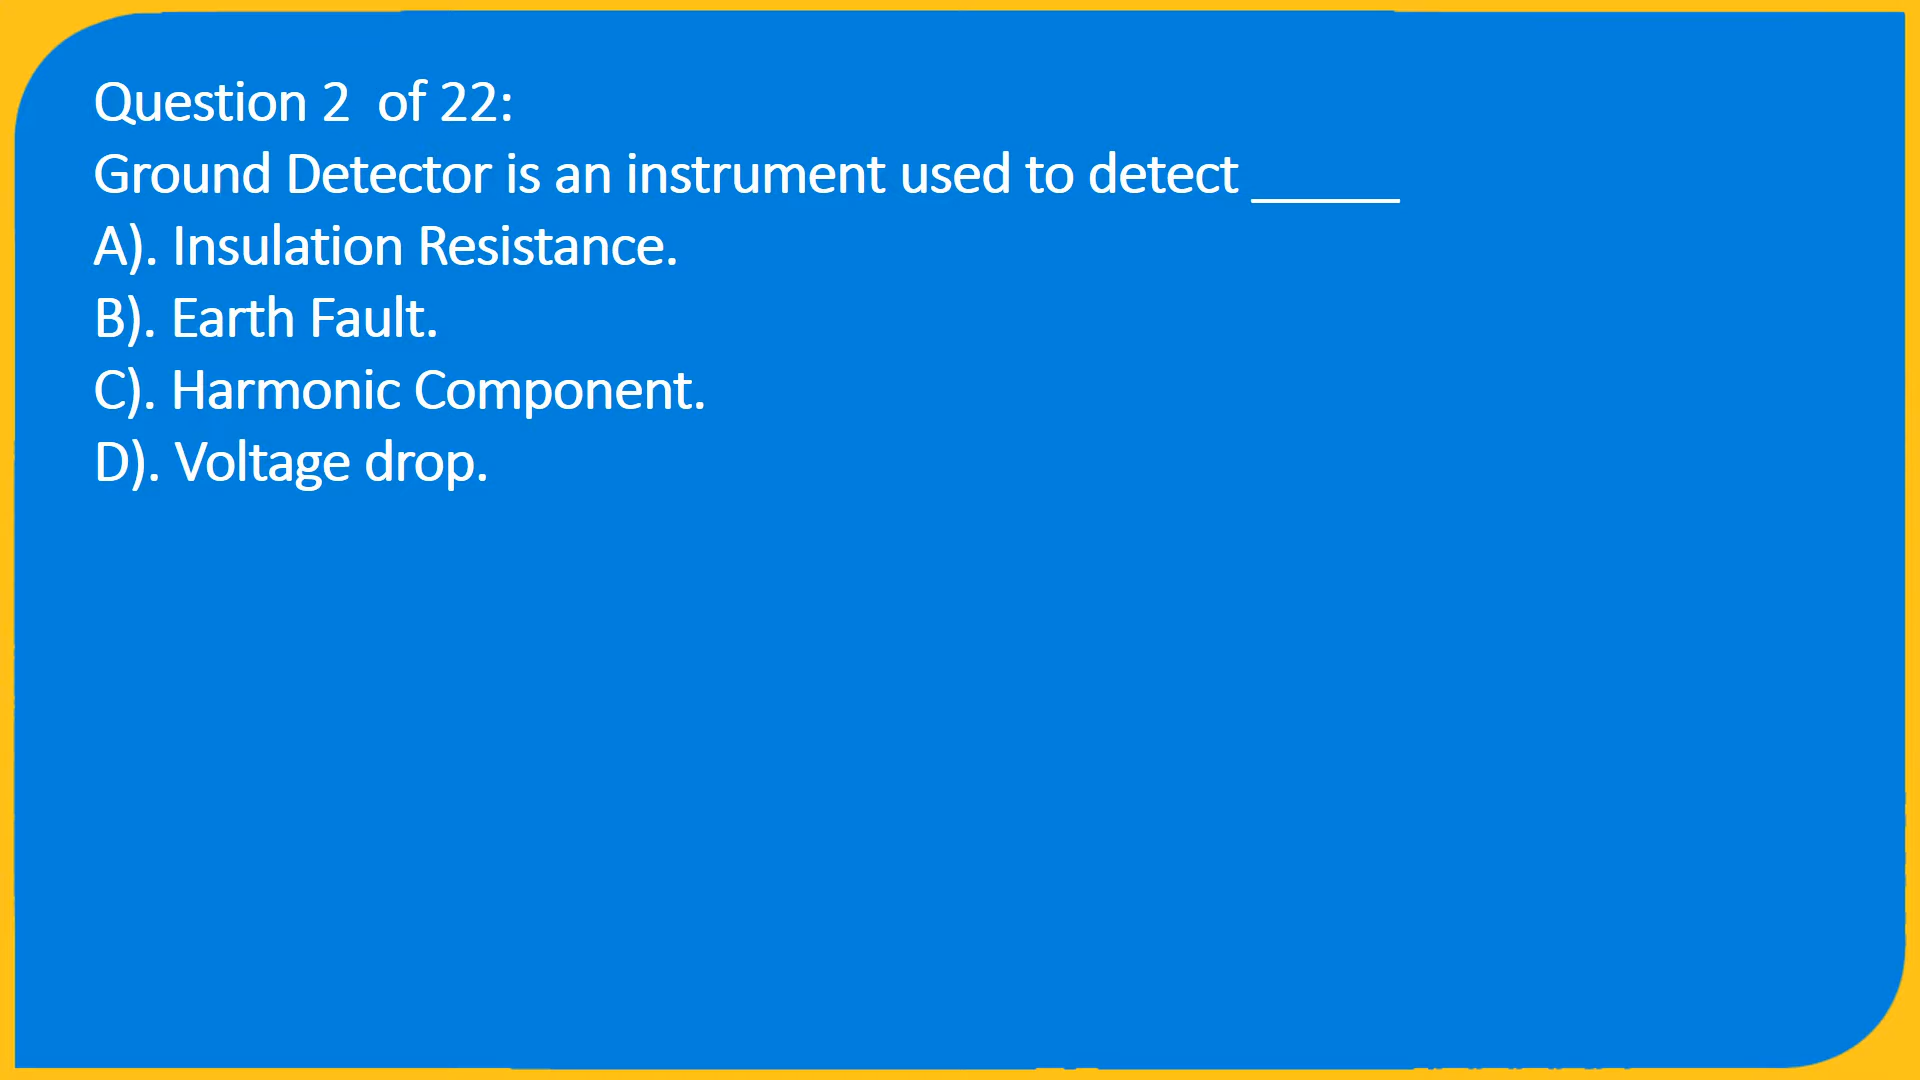 Question 2  of 22:
Ground Detector is an instrument used to detect ______
A). Insulation Resistance.
B). Earth Fault.
C). Harmonic Component.
D). Voltage drop.